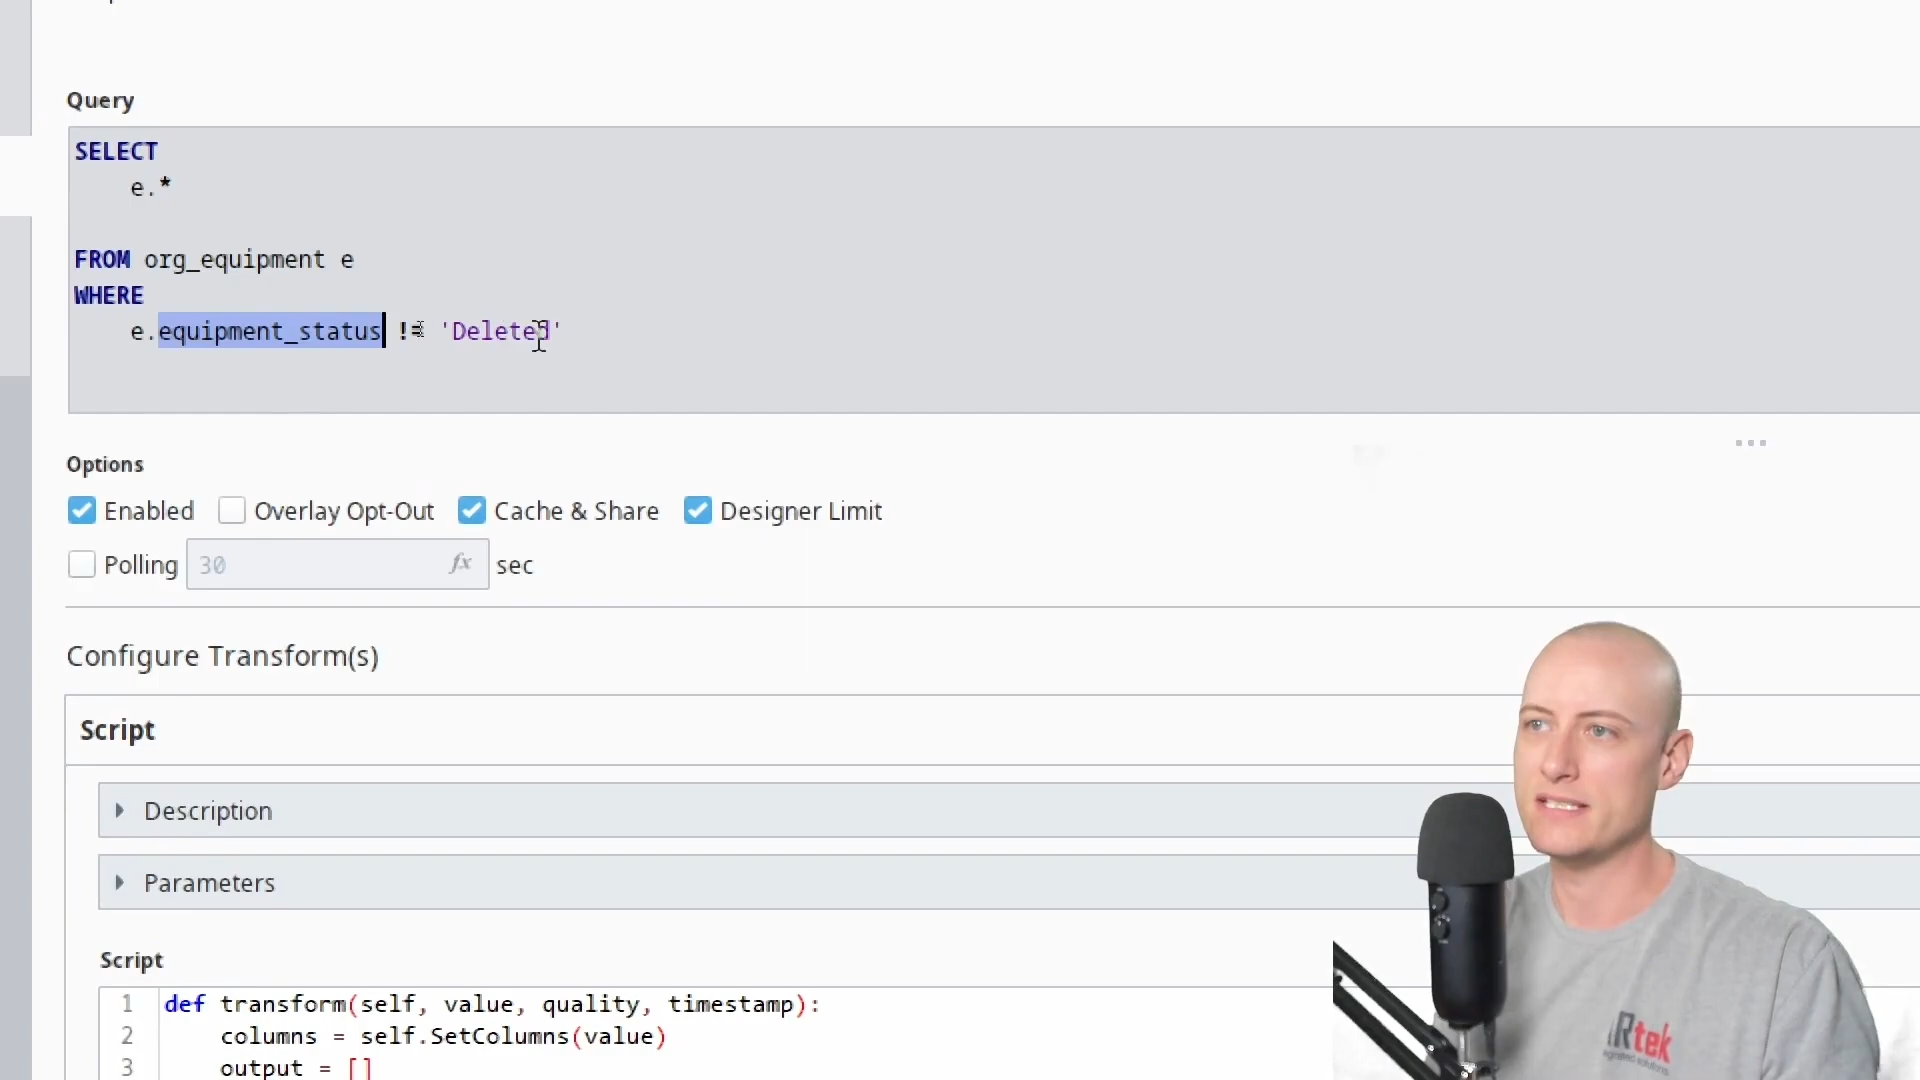 Query
SELECT
e.*
FROM org_equipment e
WHERE
e.equipment_status != 'Deleted'
Options
Enabled Overlay Opt-Out Cache & Share Designer Limit
Polling 30 fx sec
Configure Transform(s)
Script
Description
Parameters
Script
1 def transform(self, value, quality, timestamp):
2 columns = self.SetColumns(value)
3 output = []
Rtek